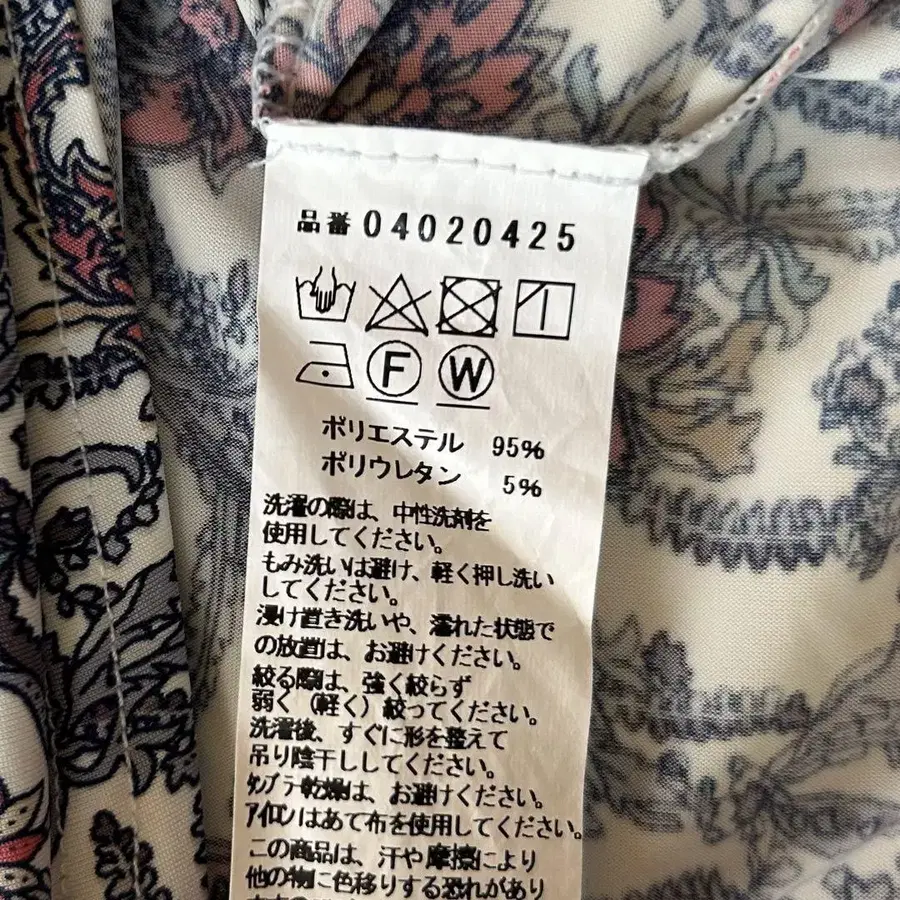 品番 04020425
F W
ポリエステル 95%
ポリウレタン 5%
洗濯の際は、中性洗剤を
使用してください。
もみ洗いは避け、軽く押し洗い
してください。
浸け置き洗いや、濡れた状態で
の放置は、お避けください。
絞る際は、強く絞らず
弱く（軽く）絞ってください。
洗濯後、すぐに形を整えて
吊り陰干ししてください。
タンブラ乾燥は、お避けください。
アイロンはあて布を使用してください。
この商品は、汗や摩擦により
他の物に色移りする恐れがあり